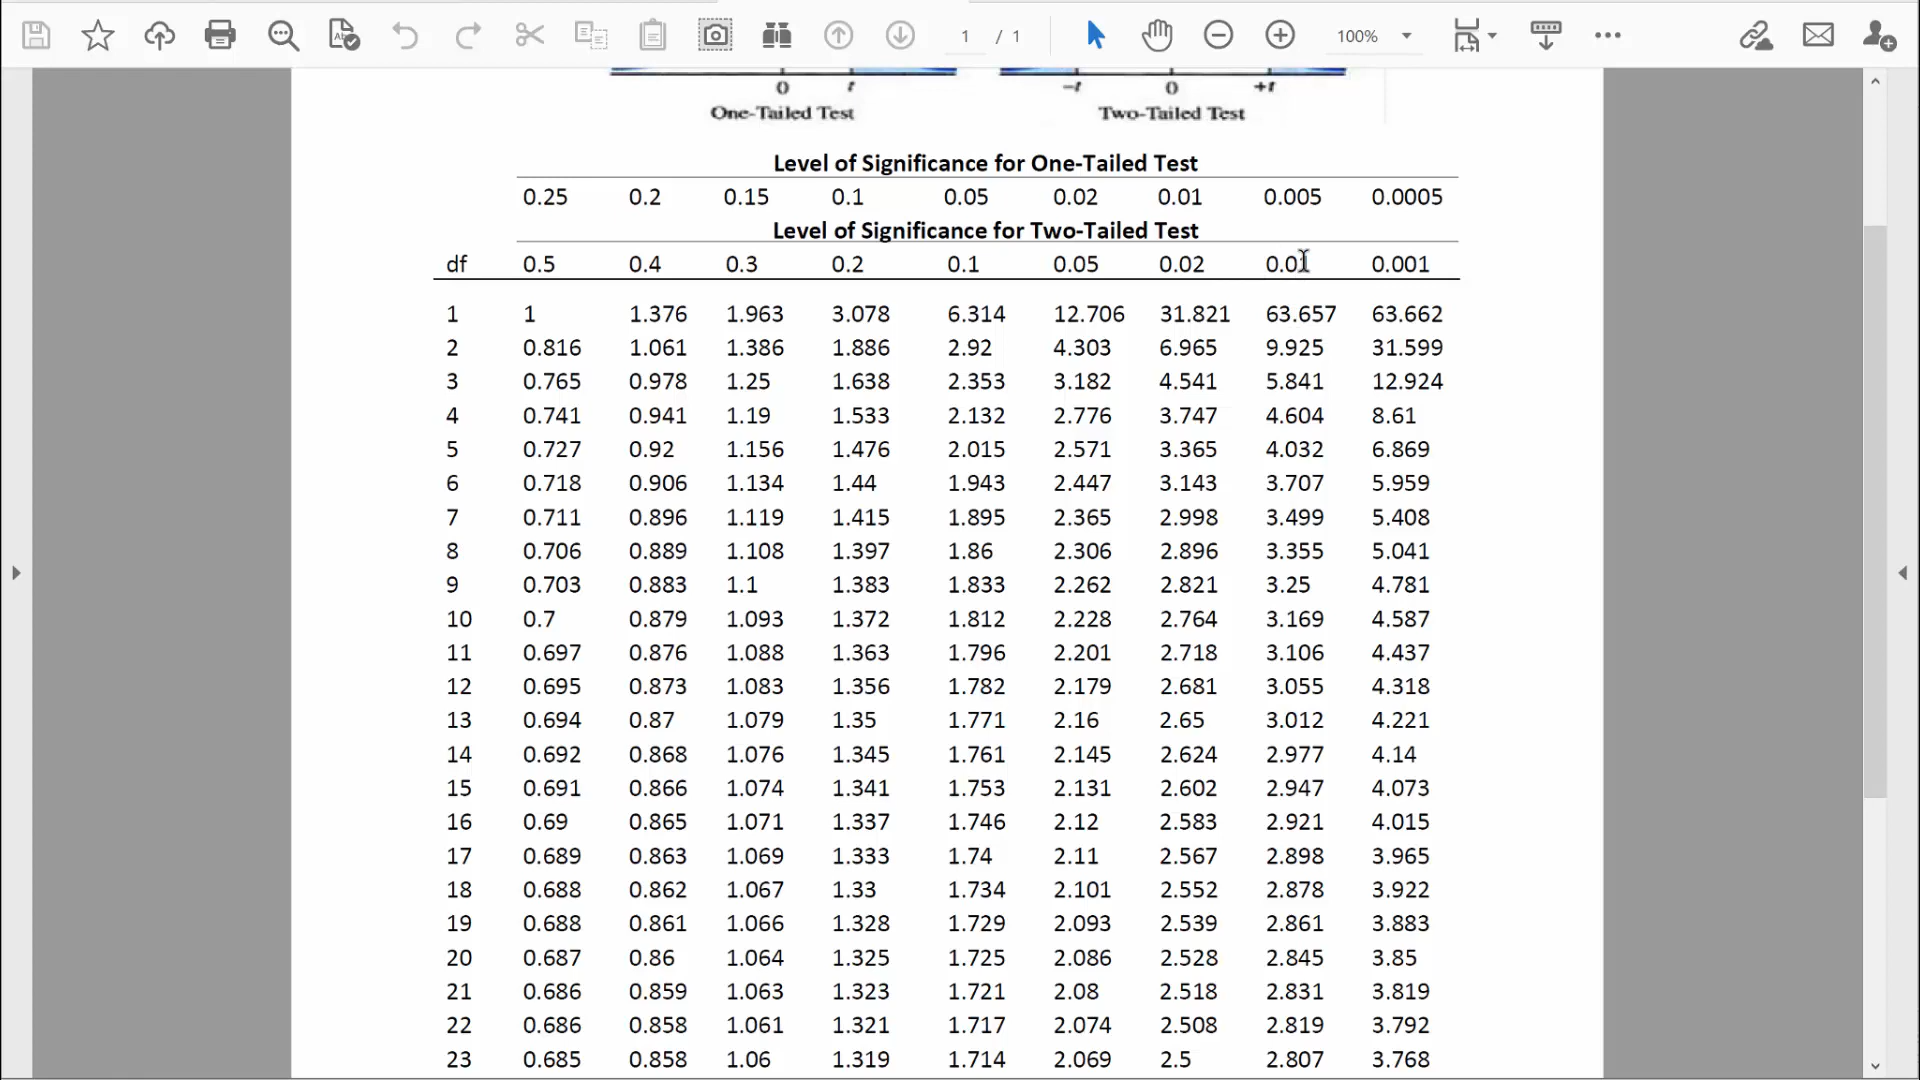 1 / 1 100%
0 t -t 0 +t
One-Tailed Test Two-Tailed Test
Level of Significance for One-Tailed Test
0.25 0.2 0.15 0.1 0.05 0.02 0.01 0.005 0.0005
Level of Significance for Two-Tailed Test
df 0.5 0.4 0.3 0.2 0.1 0.05 0.02 0.01 0.001
1 1 1.376 1.963 3.078 6.314 12.706 31.821 63.657 63.662
2 0.816 1.061 1.386 1.886 2.92 4.303 6.965 9.925 31.599
3 0.765 0.978 1.25 1.638 2.353 3.182 4.541 5.841 12.924
4 0.741 0.941 1.19 1.533 2.132 2.776 3.747 4.604 8.61
5 0.727 0.92 1.156 1.476 2.015 2.571 3.365 4.032 6.869
6 0.718 0.906 1.134 1.44 1.943 2.447 3.143 3.707 5.959
7 0.711 0.896 1.119 1.415 1.895 2.365 2.998 3.499 5.408
8 0.706 0.889 1.108 1.397 1.86 2.306 2.896 3.355 5.041
9 0.703 0.883 1.1 1.383 1.833 2.262 2.821 3.25 4.781
10 0.7 0.879 1.093 1.372 1.812 2.228 2.764 3.169 4.587
11 0.697 0.876 1.088 1.363 1.796 2.201 2.718 3.106 4.437
12 0.695 0.873 1.083 1.356 1.782 2.179 2.681 3.055 4.318
13 0.694 0.87 1.079 1.35 1.771 2.16 2.65 3.012 4.221
14 0.692 0.868 1.076 1.345 1.761 2.145 2.624 2.977 4.14
15 0.691 0.866 1.074 1.341 1.753 2.131 2.602 2.947 4.073
16 0.69 0.865 1.071 1.337 1.746 2.12 2.583 2.921 4.015
17 0.689 0.863 1.069 1.333 1.74 2.11 2.567 2.898 3.965
18 0.688 0.862 1.067 1.33 1.734 2.101 2.552 2.878 3.922
19 0.688 0.861 1.066 1.328 1.729 2.093 2.539 2.861 3.883
20 0.687 0.86 1.064 1.325 1.725 2.086 2.528 2.845 3.85
21 0.686 0.859 1.063 1.323 1.721 2.08 2.518 2.831 3.819
22 0.686 0.858 1.061 1.321 1.717 2.074 2.508 2.819 3.792
23 0.685 0.858 1.06 1.319 1.714 2.069 2.5 2.807 3.768